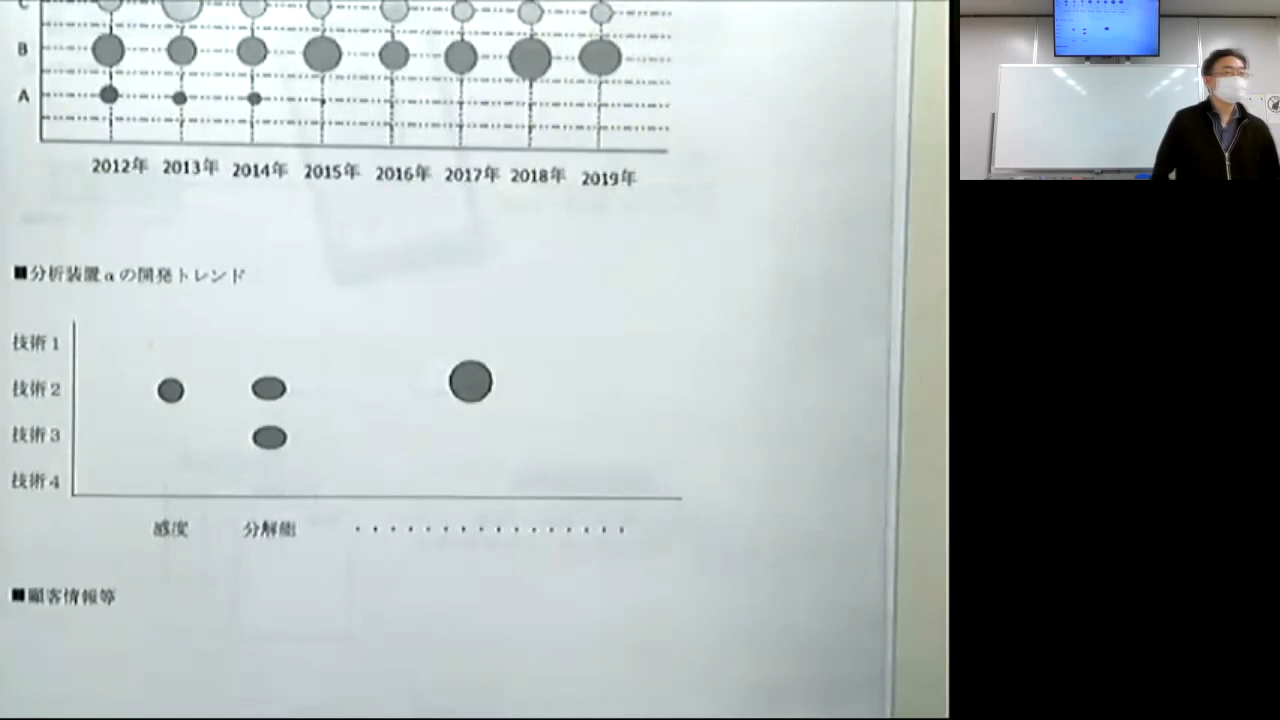 B
A
2012年 2013年 2014年 2015年 2016年 2017年 2018年 2019年
■分析装置αの開発トレンド
技術1
技術2
技術3
技術4
感度 分解能 ・・・・・・・・・・・・・・・・
■顧客情報等